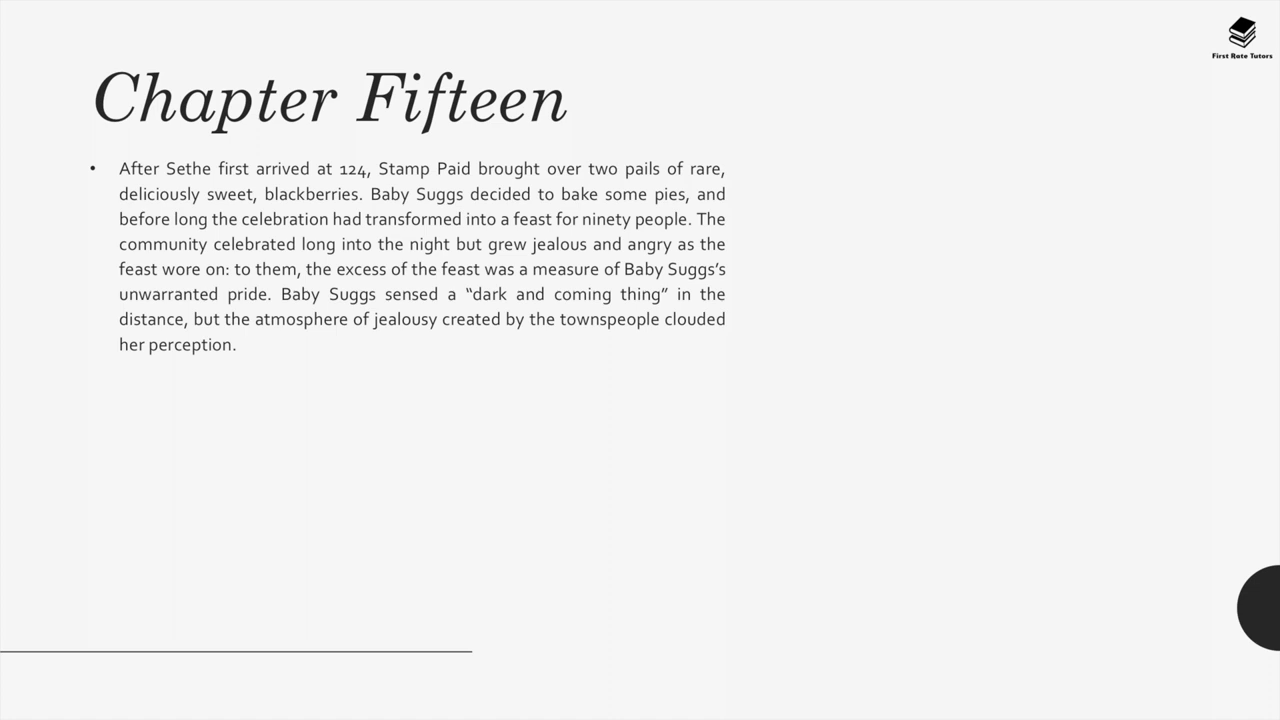 First Rate Tutors
Chapter Fifteen
• After Sethe first arrived at 124, Stamp Paid brought over two pails of rare,
deliciously sweet, blackberries. Baby Suggs decided to bake some pies, and
before long the celebration had transformed into a feast for ninety people. The
community celebrated long into the night but grew jealous and angry as the
feast wore on: to them, the excess of the feast was a measure of Baby Suggs’s
unwarranted pride. Baby Suggs sensed a “dark and coming thing” in the
distance, but the atmosphere of jealousy created by the townspeople clouded
her perception.